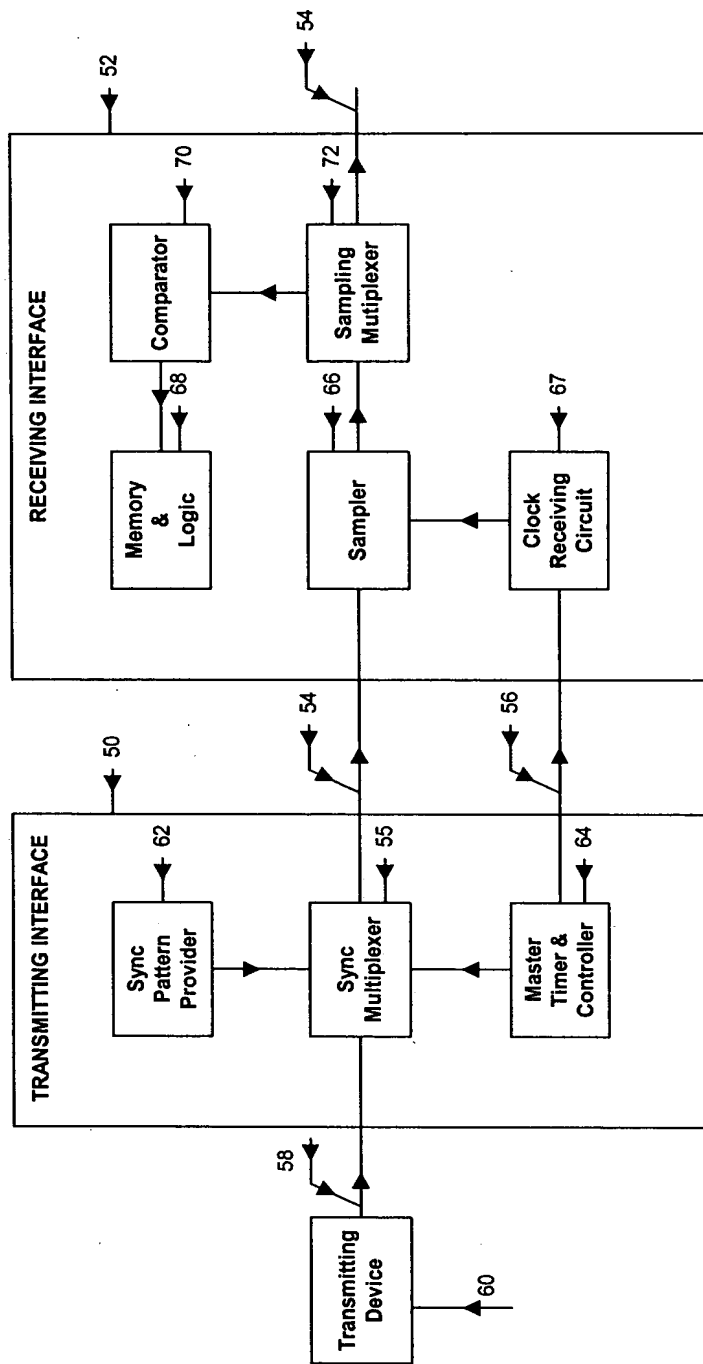 TRANSMITTING INTERFACE
50
RECEIVING INTERFACE
52
Sync
Pattern
Provider
62
Memory
&
Logic
68
Comparator
70
58
54
54
Transmitting
Device
60
Sync
Multiplexer
55
Sampler
66
Sampling
Mutiplexer
72
56
Master
Timer &
Controller
64
Clock
Receiving
Circuit
67